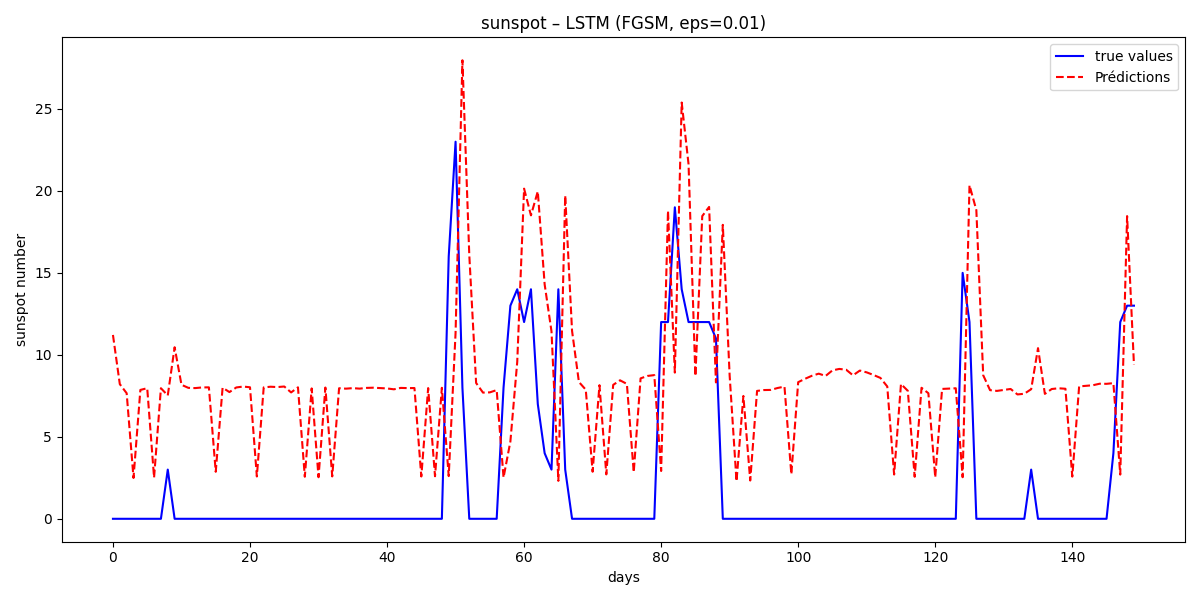 sunspot – LSTM (FGSM, eps=0.01)
true values
Prédictions
sunspot number
25
20
15
10
5
0
0 20 40 60 80 100 120 140
days